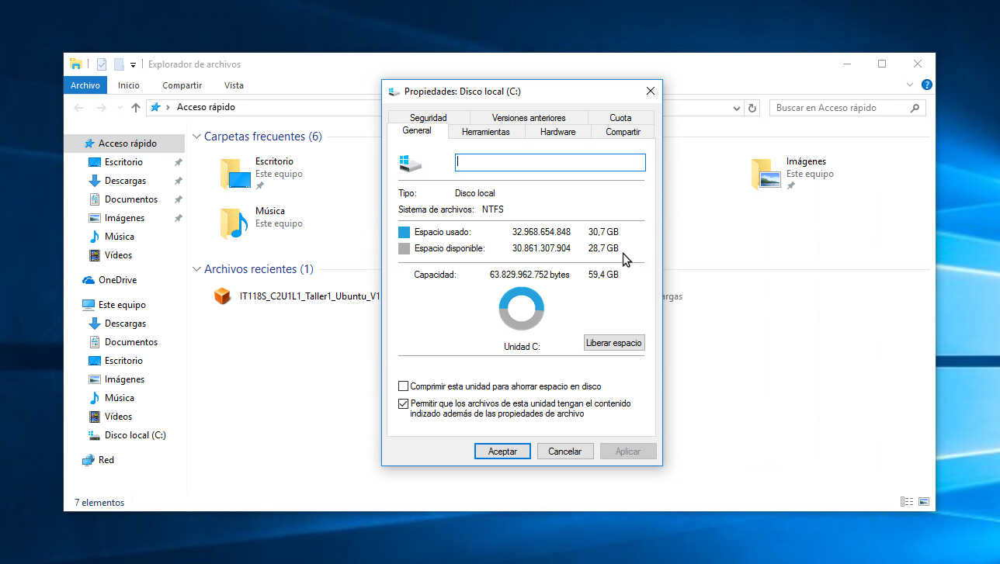 Explorador de archivos
Archivo Inicio Compartir Vista
Acceso rápido
Buscar en Acceso rápido
Acceso rápido
Escritorio
Descargas
Documentos
Imágenes
Música
Vídeos
OneDrive
Este equipo
Descargas
Documentos
Escritorio
Imágenes
Música
Vídeos
Disco local (C:)
Red
7 elementos
Carpetas frecuentes (6)
Escritorio
Este equipo
Música
Este equipo
Imágenes
Este equipo
Archivos recientes (1)
IT118S_C2U1L1_Taller1_Ubuntu_V1
argas
Propiedades: Disco local (C:)
Seguridad Versiones anteriores Cuota
General Herramientas Hardware Compartir
Tipo: Disco local
Sistema de archivos: NTFS
Espacio usado: 32.968.654.848 30,7 GB
Espacio disponible: 30.861.307.904 28,7 GB
Capacidad: 63.829.962.752 bytes 59,4 GB
Unidad C:
Liberar espacio
Comprimir esta unidad para ahorrar espacio en disco
Permitir que los archivos de esta unidad tengan el contenido
indizado además de las propiedades de archivo
Aceptar Cancelar Aplicar